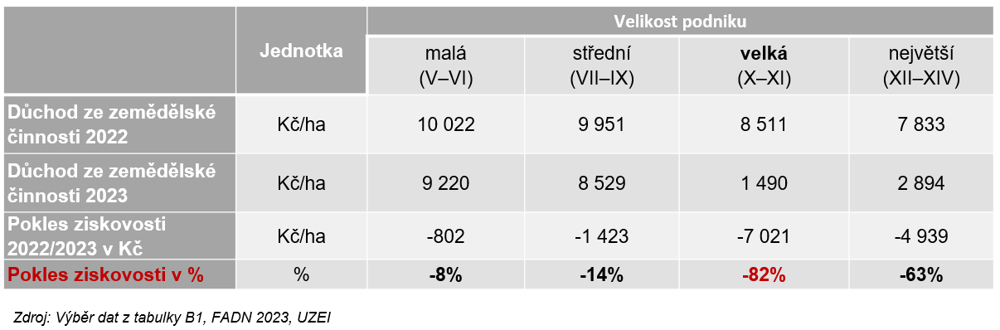 Velikost podniku
Jednotka
malá
(V–VI)
střední
(VII–IX)
velká
(X–XI)
největší
(XII–XIV)
Důchod ze zemědělské
činnosti 2022
Kč/ha
10 022
9 951
8 511
7 833
Důchod ze zemědělské
činnosti 2023
Kč/ha
9 220
8 529
1 490
2 894
Pokles ziskovosti
2022/2023 v Kč
Kč/ha
-802
-1 423
-7 021
-4 939
Pokles ziskovosti v %
%
-8%
-14%
-82%
-63%
Zdroj: Výběr dat z tabulky B1, FADN 2023, UZEI